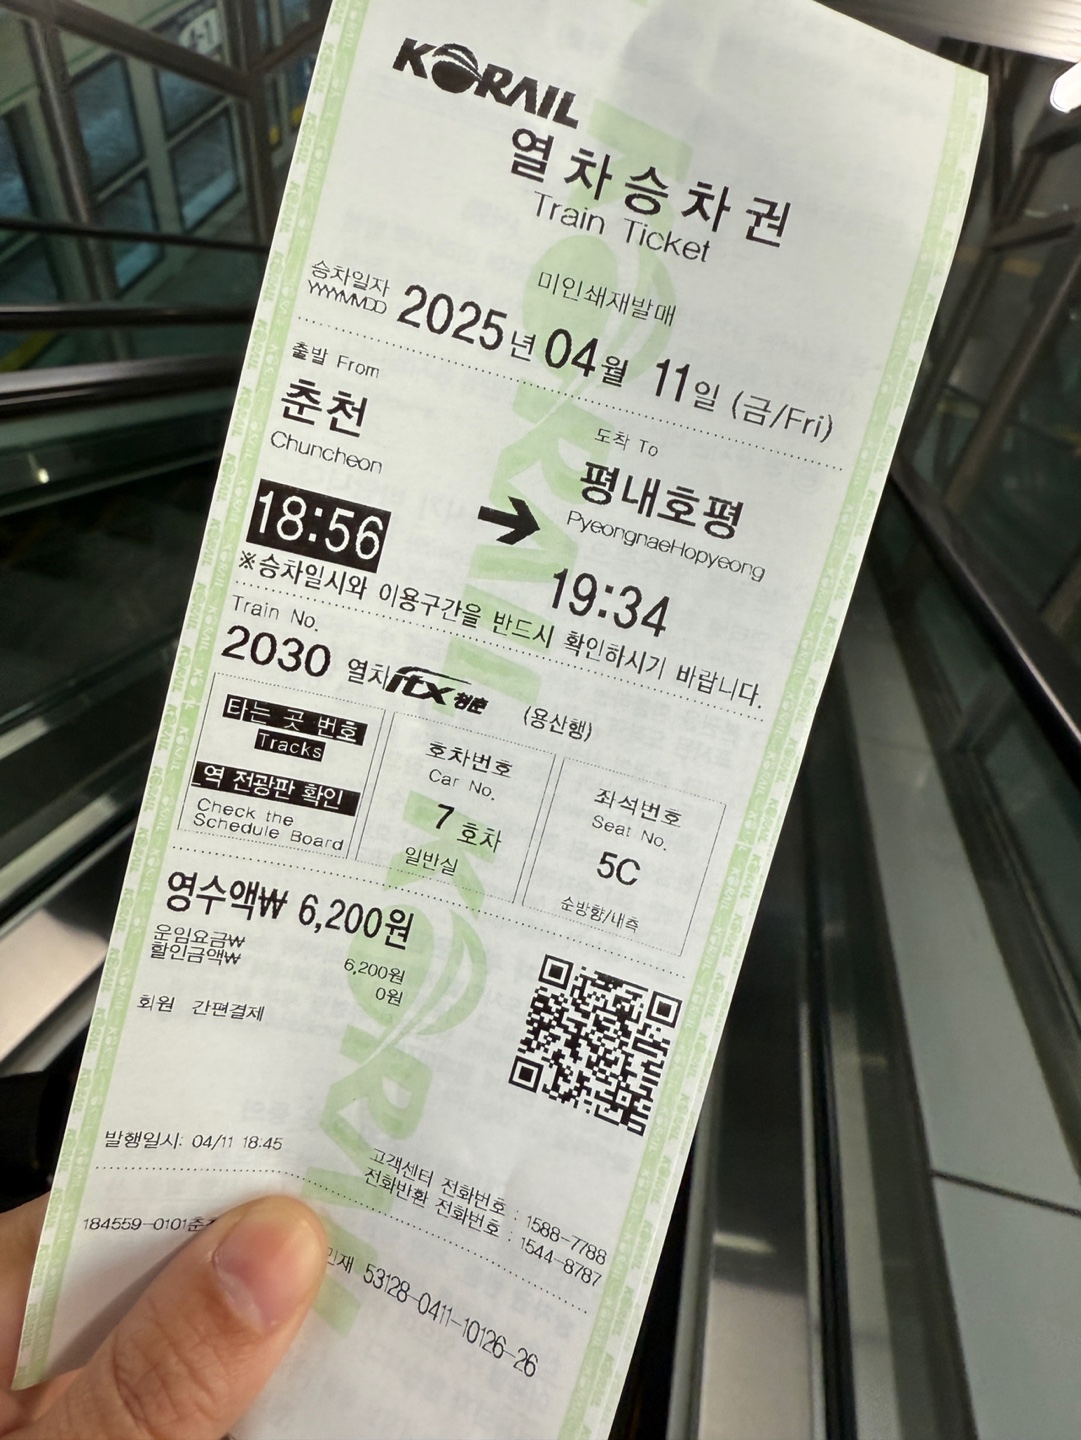 KORAIL
열차승차권
Train Ticket
미인쇄재발매
승차일자
YYYYMMDD
2025년 04월 11일 (금/Fri)
출발 From
춘천
Chuncheon
18:56
도착 To
평내호평
PyeongnaeHopyeong
19:34
※승차일시와 이용구간을 반드시 확인하시기 바랍니다.
Train No.
2030 열차 itx 청춘 (용산행)
타는 곳 번호
Tracks
역 전광판 확인
Check the
Schedule Board
호차번호
Car No.
7 호차
일반실
좌석번호
Seat No.
5C
순방향/내측
영수액₩ 6,200원
운임요금₩ 6,200원
할인금액₩ 0원
회원 간편결제
발행일시: 04/11 18:45
고객센터 전화번호 : 1588-7788
전화반환 전화번호 : 1544-8787
184559-0101춘
민재 53128-0411-10126-26